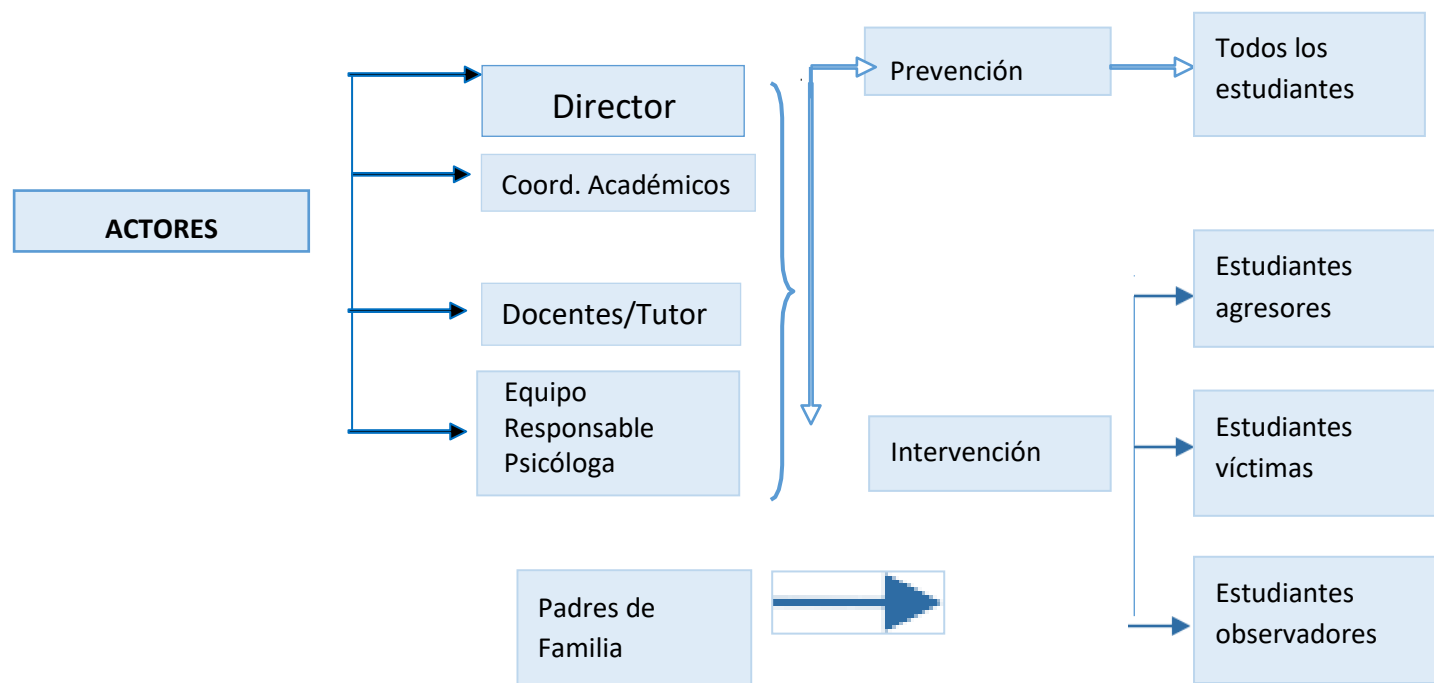 ACTORES
Director
Coord. Académicos
Docentes/Tutor
Equipo
Responsable
Psicóloga
Padres de
Familia
Prevención
Intervención
Todos los
estudiantes
Estudiantes
agresores
Estudiantes
víctimas
Estudiantes
observadores